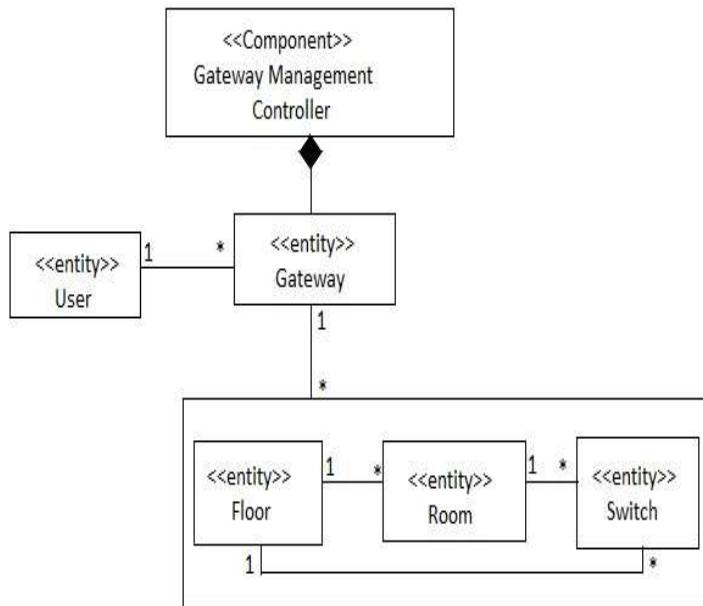 <<Component>>
Gateway Management
Controller
<<entity>>
Gateway
<<entity>>
User
1
*
1
*
<<entity>>
Floor
1
*
<<entity>>
Room
1
*
<<entity>>
Switch
1
*